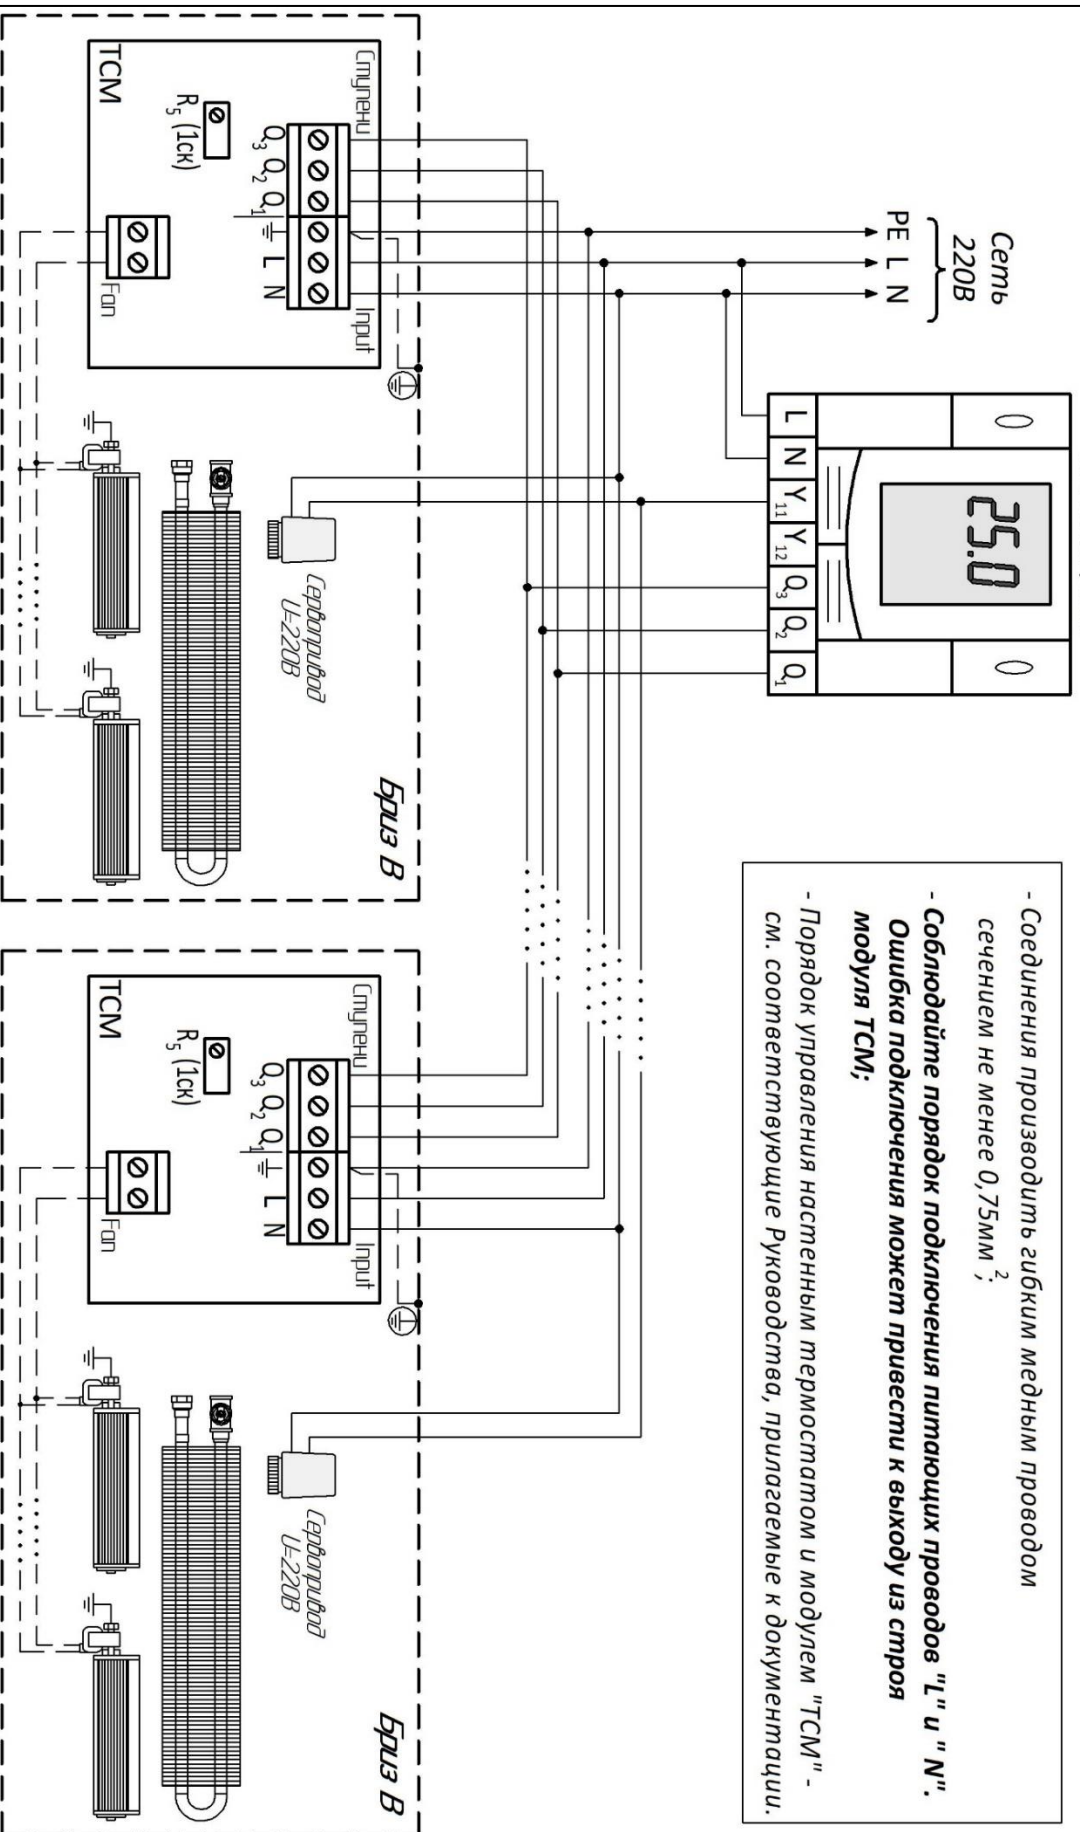 Сеть
220В
PE L N
25.0
L N Y11 Y12 Q3 Q2 Q1
- Соединения производить гибким медным проводом
сечением не менее 0,75мм²;
- Соблюдайте порядок подключения питающих проводов "L" и " N".
Ошибка подключения может привести к выходу из строя
модуля ТСМ;
- Порядок управления настенным термостатом и модулем "ТСМ" -
см. соответствующие Руководства, прилагаемые к документации.
Ступени
Input
Q3 Q2 Q1 L N
R5 (1ск)
Fan
ТСМ
Сервопривод
U=220В
Бриз В
Ступени
Input
Q3 Q2 Q1 L N
R5 (1ск)
Fan
ТСМ
Сервопривод
U=220В
Бриз В